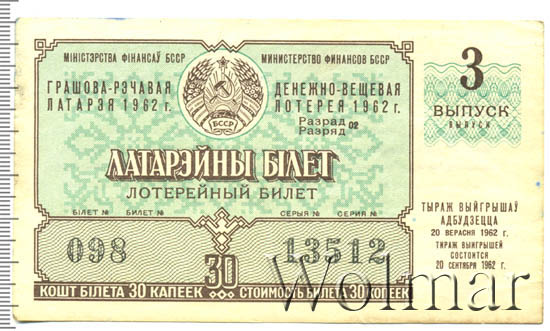 МІНІСТЭРСТВА ФІНАНСАЎ БССР
МИНИСТЕРСТВО ФИНАНСОВ БССР
ГРАШОВА-РЭЧАВАЯ
ЛАТАРЭЯ 1962 г.
ДЕНЕЖНО-ВЕЩЕВАЯ
ЛОТЕРЕЯ 1962 г.
Разрад
Разряд 02
БССР
3
ВЫПУСК
ВЫПУСК
ЛАТАРЭЙНЫ БІЛЕТ
ЛОТЕРЕЙНЫЙ БИЛЕТ
БІЛЕТ № БИЛЕТ №
СЕРЫЯ № СЕРИЯ №
098
13512
30
КОШТ БІЛЕТА 30 КАПЕЕК
СТОИМОСТЬ БИЛЕТА 30 КОПЕЕК
ТЫРАЖ ВЫЙГРЫШАЎ
АДБУДЗЕЦЦА
20 ВЕРАСНЯ 1962 г.
ТИРАЖ ВЫИГРЫШЕЙ
СОСТОИТСЯ
20 СЕНТЯБРЯ 1962 г.
Wolmar